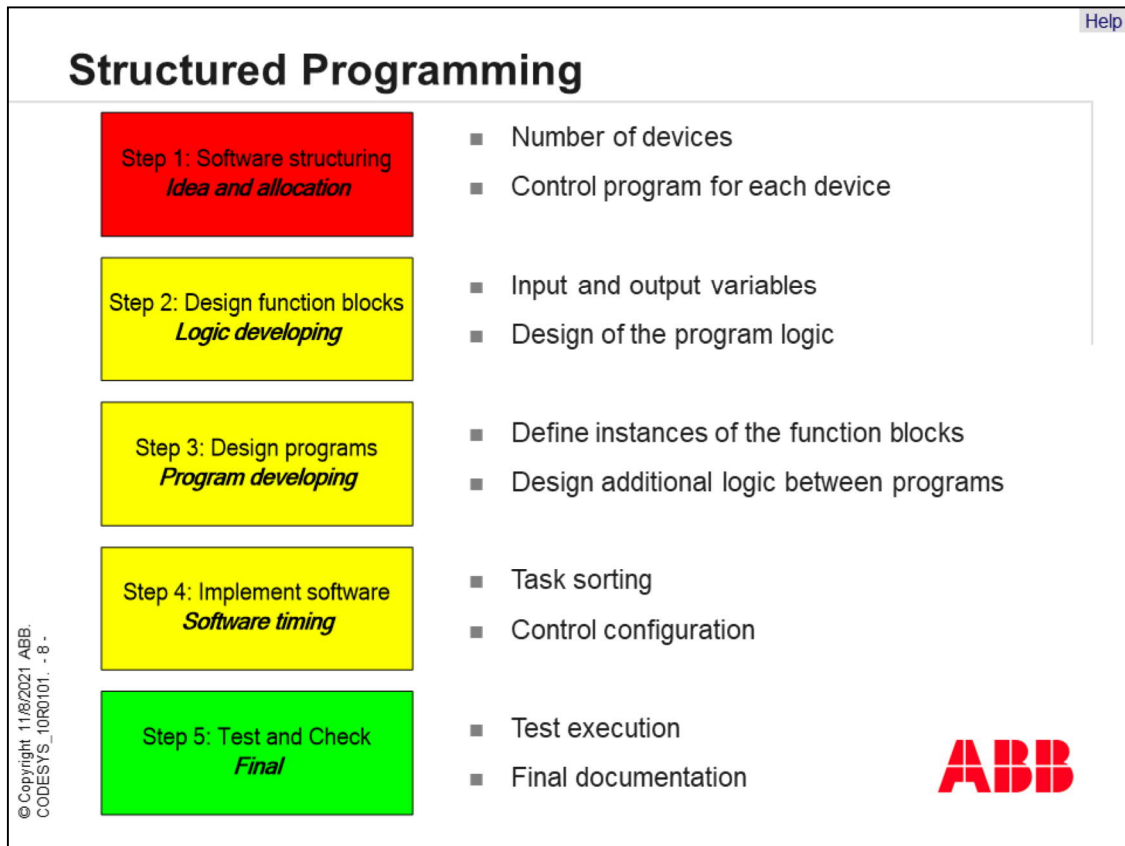 Help
Structured Programming
Step 1: Software structuring
Idea and allocation
■ Number of devices
■ Control program for each device
Step 2: Design function blocks
Logic developing
■ Input and output variables
■ Design of the program logic
Step 3: Design programs
Program developing
■ Define instances of the function blocks
■ Design additional logic between programs
Step 4: Implement software
Software timing
■ Task sorting
■ Control configuration
Step 5: Test and Check
Final
■ Test execution
■ Final documentation
© Copyright 11/8/2021 ABB.
CODESYS_10R0101. - 8 -
ABB